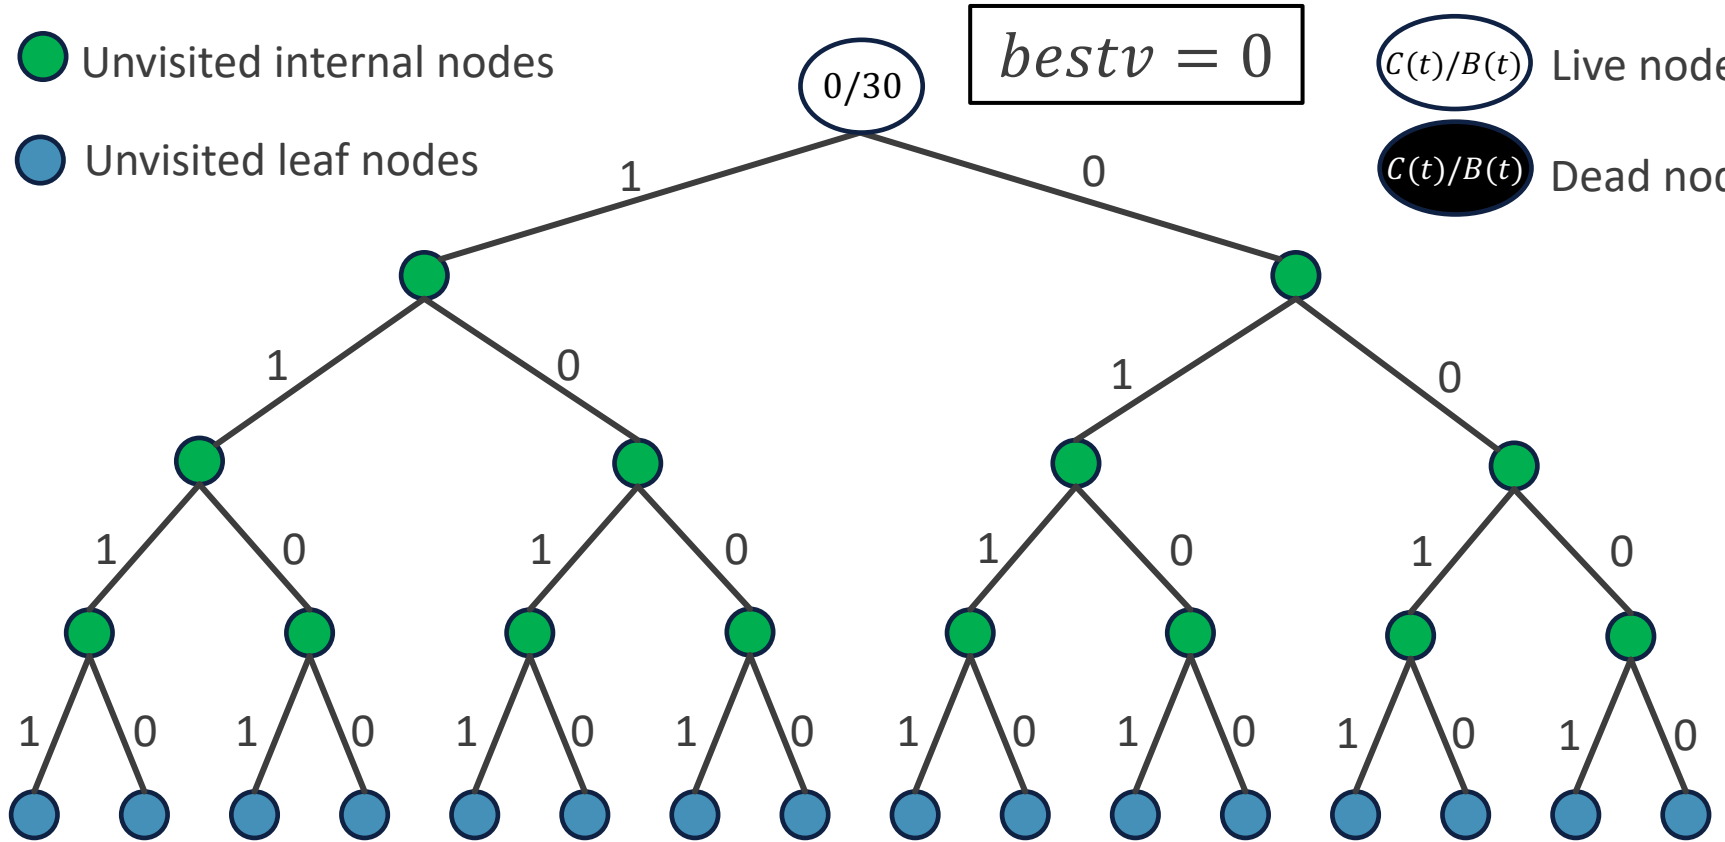 Unvisited internal nodes
Unvisited leaf nodes
0/30
bestv = 0
C(t)/B(t) Live node
C(t)/B(t) Dead nod
1 0
1 0 1 0
1 0 1 0 1 0 1 0
1 0 1 0 1 0 1 0 1 0 1 0 1 0 1 0